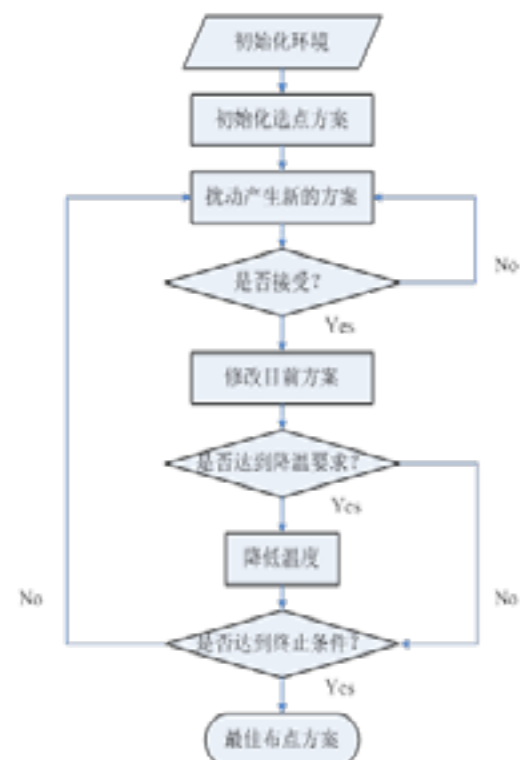 初始化环境
初始化选点方案
扰动产生新的方案
是否接受?
No
Yes
修改目前方案
是否达到降温要求?
Yes
降低温度
No
No
是否达到终止条件?
Yes
最佳布点方案